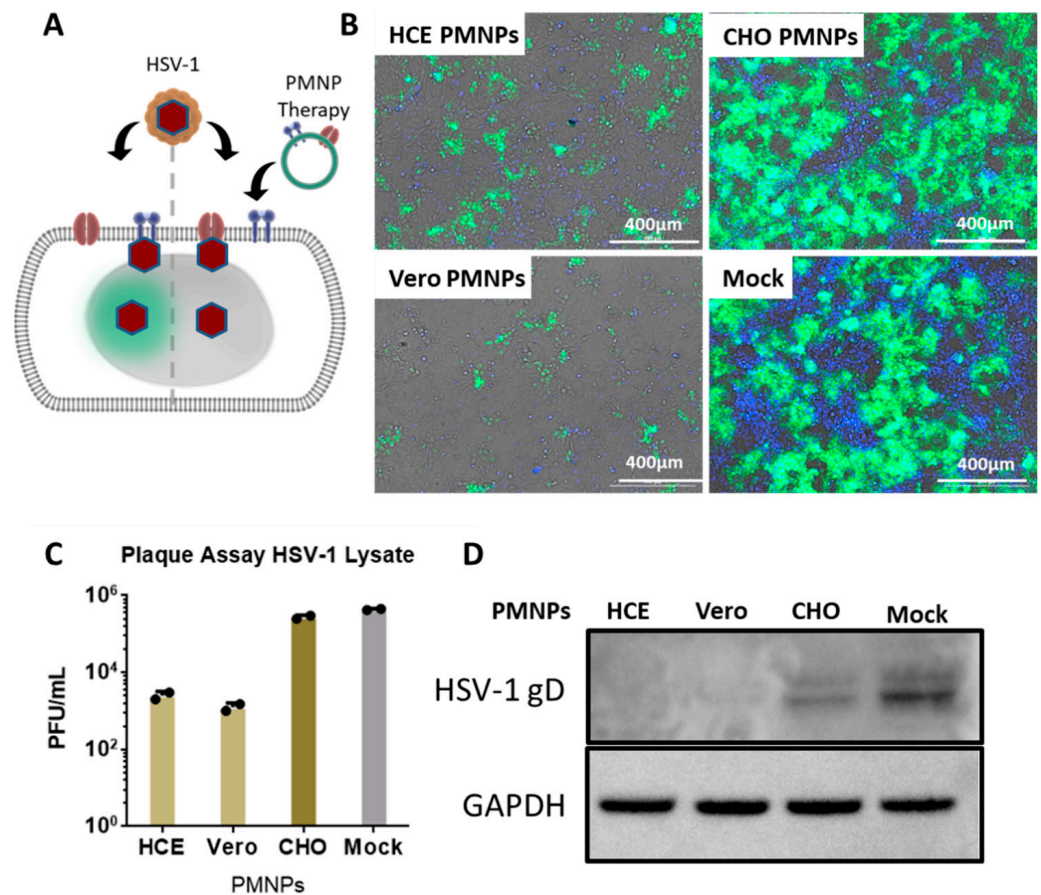 A
HSV-1
PMNP
Therapy
B
HCE PMNPs
400µm
CHO PMNPs
400µm
Vero PMNPs
400µm
Mock
400µm
C
Plaque Assay HSV-1 Lysate
PFU/mL
10⁶
10⁴
10²
10⁰
HCE Vero CHO Mock
PMNPs
D
PMNPs HCE Vero CHO Mock
HSV-1 gD
GAPDH